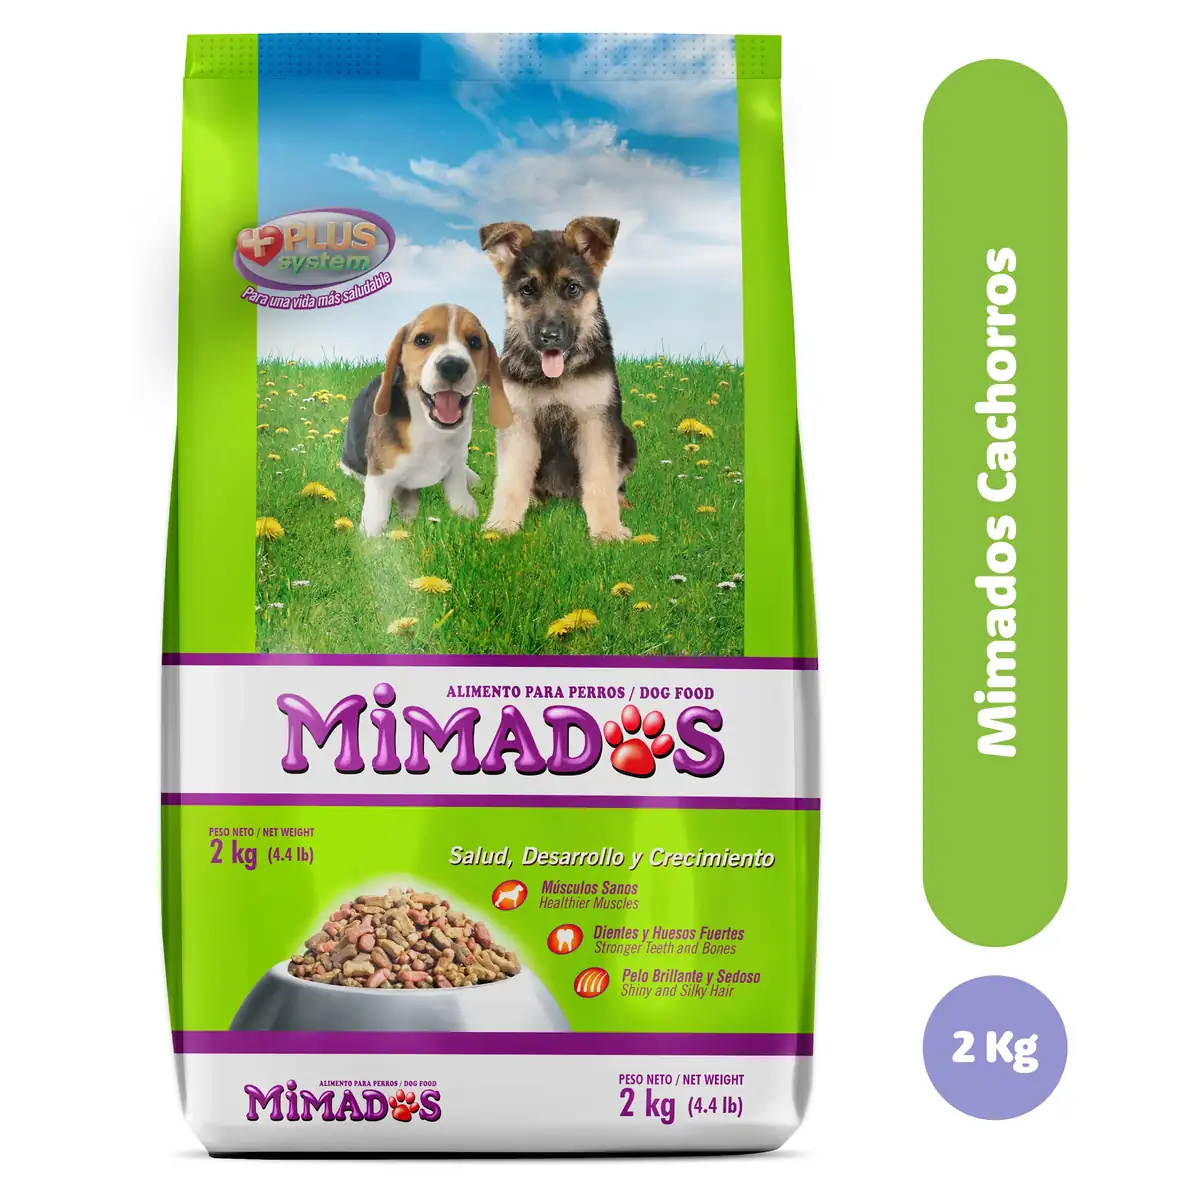 PLUS
system
Para una vida más saludable
ALIMENTO PARA PERROS / DOG FOOD
MiMADOS
PESO NETO / NET WEIGHT
2 kg (4.4 lb)
Salud, Desarrollo y Crecimiento
Músculos Sanos
Healthier Muscles
Dientes y Huesos Fuertes
Stronger Teeth and Bones
Pelo Brillante y Sedoso
Shiny and Silky Hair
ALIMENTO PARA PERROS / DOG FOOD
MiMADOS
PESO NETO / NET WEIGHT
2 kg (4.4 lb)
Mimados Cachorros
2 Kg